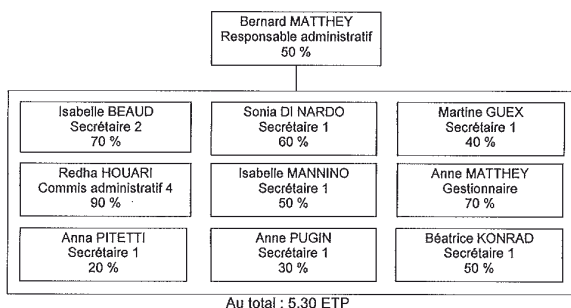 Bernard MATTHEY
Responsable administratif
50 %
Isabelle BEAUD
Secrétaire 2
70 %
Sonia DI NARDO
Secrétaire 1
60 %
Martine GUEX
Secrétaire 1
40 %
Redha HOUARI
Commis administratif 4
90 %
Isabelle MANNINO
Secrétaire 1
50 %
Anne MATTHEY
Gestionnaire
70 %
Anna PITETTI
Secrétaire 1
20 %
Anne PUGIN
Secrétaire 1
30 %
Béatrice KONRAD
Secrétaire 1
50 %
Au total : 5.30 ETP